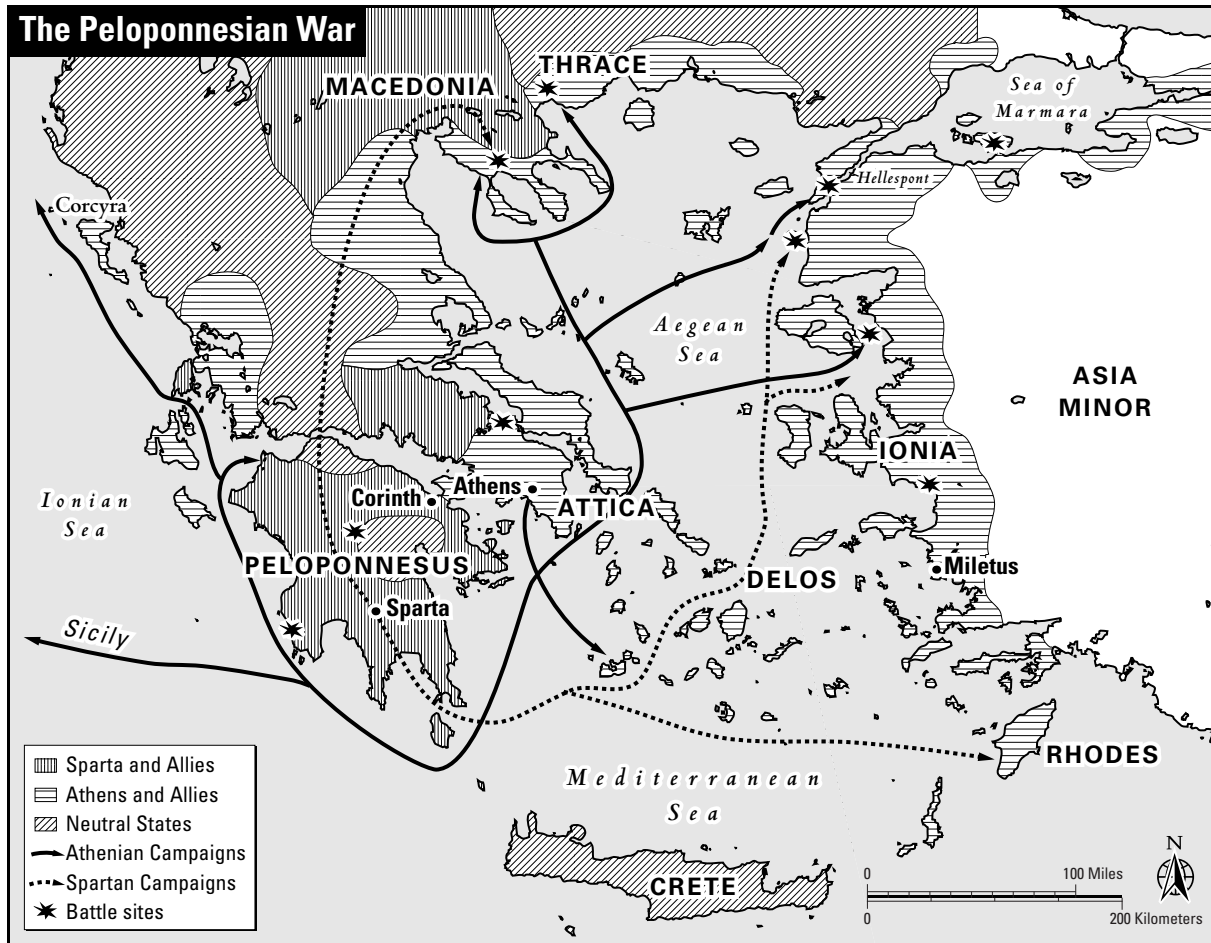 The Peloponnesian War
THRACE
MACEDONIA
Sea of
Marmara
Hellespont
Corcyra
Aegean
Sea
ASIA
MINOR
IONIA
Ionian
Sea
Corinth
Athens
ATTICA
PELOPONNESUS
DELOS
Miletus
Sparta
Sicily
RHODES
Mediterranean
Sea
CRETE
Sparta and Allies
Athens and Allies
Neutral States
Athenian Campaigns
Spartan Campaigns
Battle sites
N
0 100 Miles
0 200 Kilometers